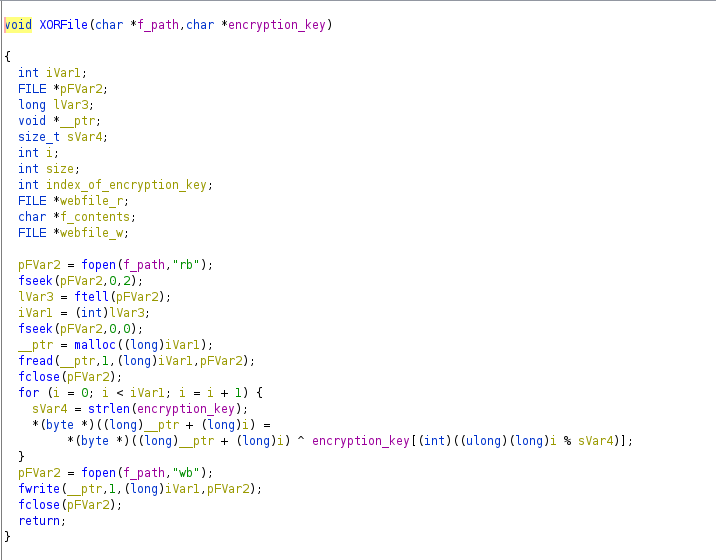 void XORFile(char *f_path,char *encryption_key)
{
int iVar1;
FILE *pFVar2;
long lVar3;
void *__ptr;
size_t sVar4;
int i;
int size;
int index_of_encryption_key;
FILE *webfile_r;
char *f_contents;
FILE *webfile_w;
pFVar2 = fopen(f_path,"rb");
fseek(pFVar2,0,2);
lVar3 = ftell(pFVar2);
iVar1 = (int)lVar3;
fseek(pFVar2,0,0);
__ptr = malloc((long)iVar1);
fread(__ptr,1,(long)iVar1,pFVar2);
fclose(pFVar2);
for (i = 0; i < iVar1; i = i + 1) {
sVar4 = strlen(encryption_key);
*(byte *)((long)__ptr + (long)i) =
*(byte *)((long)__ptr + (long)i) ^ encryption_key[(int)((ulong)(long)i % sVar4)];
}
pFVar2 = fopen(f_path,"wb");
fwrite(__ptr,1,(long)iVar1,pFVar2);
fclose(pFVar2);
return;
}